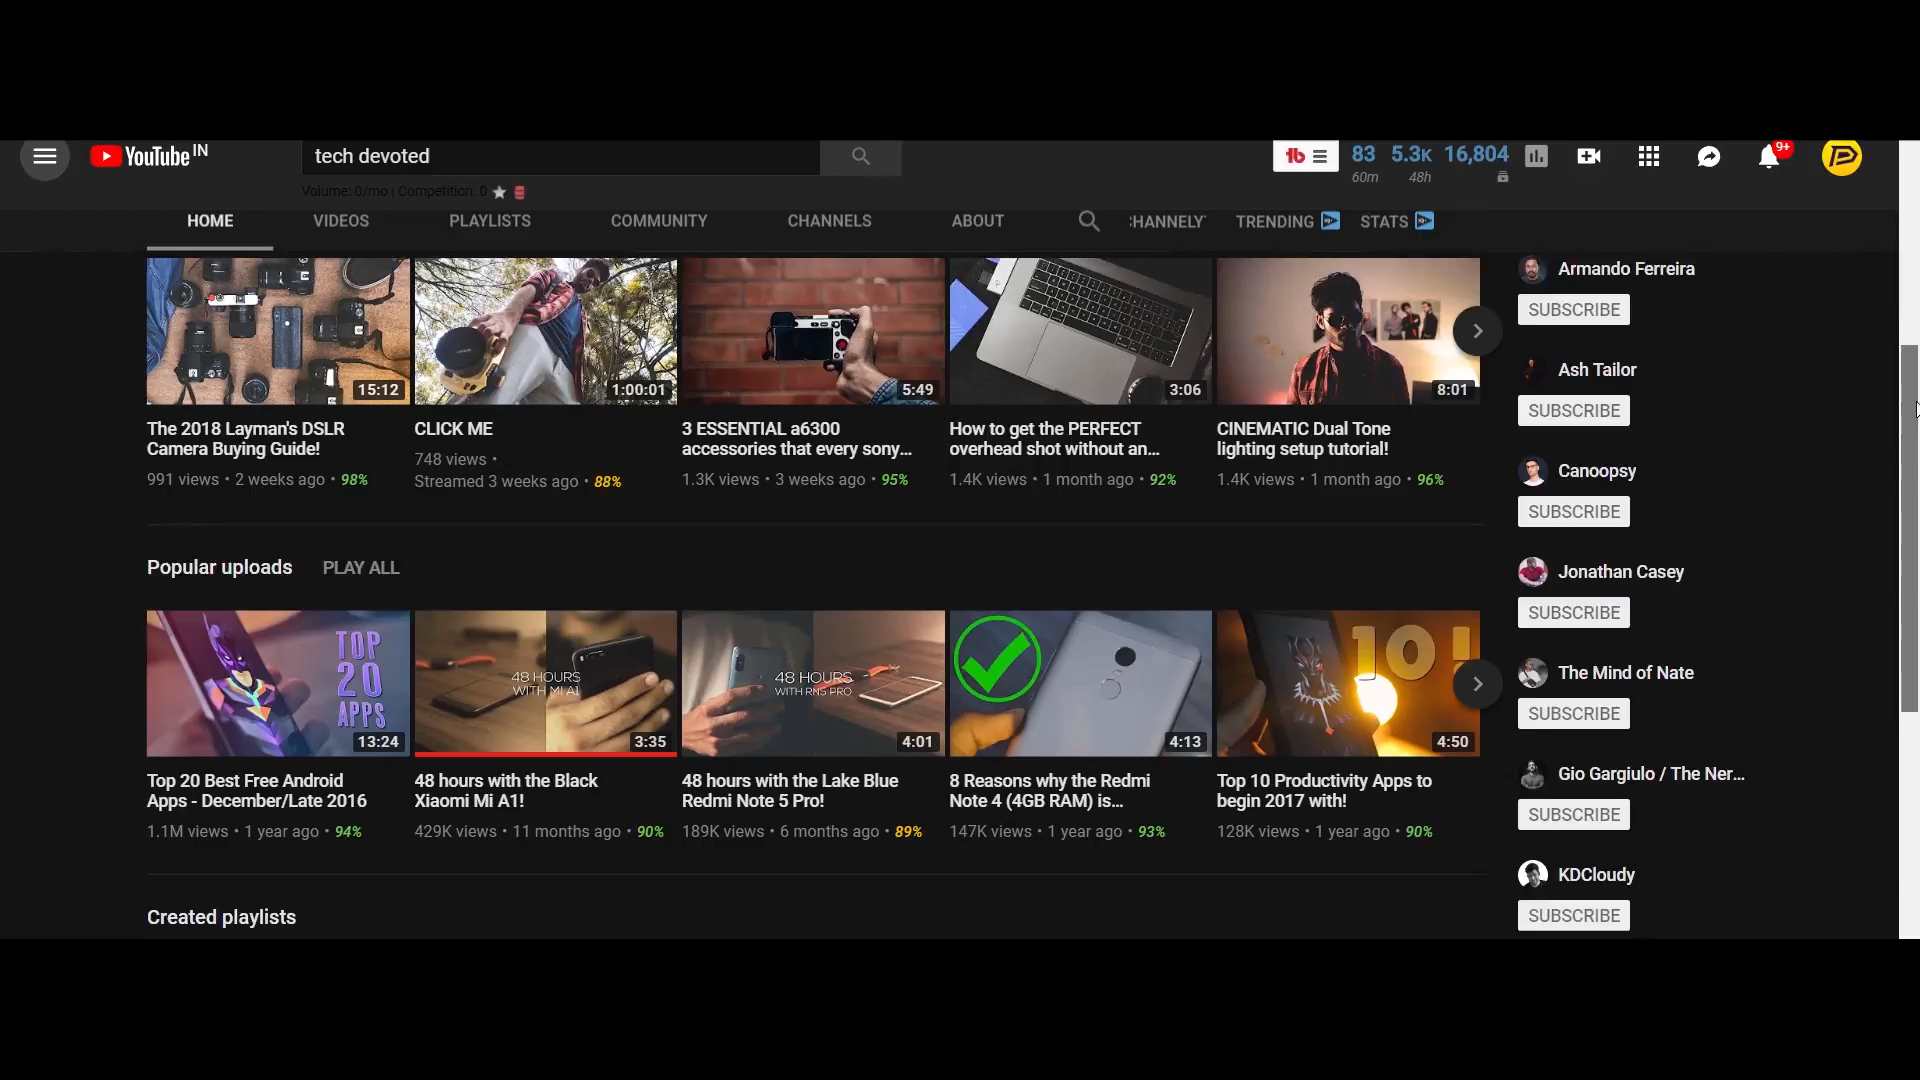 YouTube IN
tech devoted
83 5.3K 16,804
60m 48h
Volume: 0/mo | Competition: 0
9+
HOME VIDEOS PLAYLISTS COMMUNITY CHANNELS ABOUT TRENDING STATS
15:12 1:00:01 5:49 3:06 8:01
The 2018 Layman's DSLR
Camera Buying Guide!
991 views • 2 weeks ago • 98%
CLICK ME
748 views •
Streamed 3 weeks ago • 88%
3 ESSENTIAL a6300
accessories that every sony...
1.3K views • 3 weeks ago • 95%
How to get the PERFECT
overhead shot without an...
1.4K views • 1 month ago • 92%
CINEMATIC Dual Tone
lighting setup tutorial!
1.4K views • 1 month ago • 96%
Popular uploads PLAY ALL
TOP
20
APPS
13:24
48 HOURS
WITH MI A1
3:35
48 HOURS
WITH RN5 PRO
4:01
4:13
10!
4:50
Top 20 Best Free Android
Apps - December/Late 2016
1.1M views • 1 year ago • 94%
48 hours with the Black
Xiaomi Mi A1!
429K views • 11 months ago • 90%
48 hours with the Lake Blue
Redmi Note 5 Pro!
189K views • 6 months ago • 89%
8 Reasons why the Redmi
Note 4 (4GB RAM) is...
147K views • 1 year ago • 93%
Top 10 Productivity Apps to
begin 2017 with!
128K views • 1 year ago • 90%
Created playlists
Armando Ferreira
SUBSCRIBE
Ash Tailor
SUBSCRIBE
Canoopsy
SUBSCRIBE
Jonathan Casey
SUBSCRIBE
The Mind of Nate
SUBSCRIBE
Gio Gargiulo / The Ner...
SUBSCRIBE
KDCloudy
SUBSCRIBE